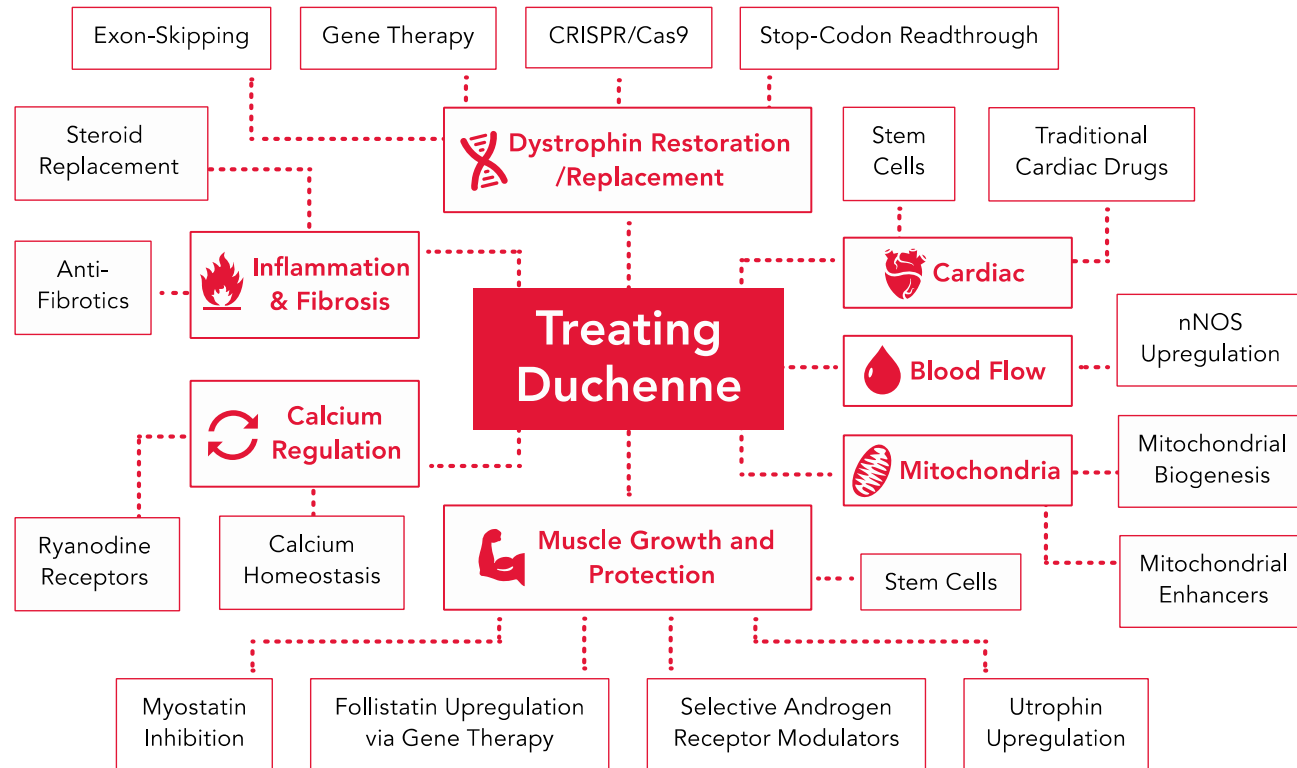 Exon-Skipping
Gene Therapy
CRISPR/Cas9
Stop-Codon Readthrough
Dystrophin Restoration
/Replacement
Steroid
Replacement
Stem
Cells
Traditional
Cardiac Drugs
Anti-
Fibrotics
Inflammation
& Fibrosis
Cardiac
Treating
Duchenne
Blood Flow
nNOS
Upregulation
Calcium
Regulation
Mitochondria
Mitochondrial
Biogenesis
Ryanodine
Receptors
Calcium
Homeostasis
Muscle Growth and
Protection
Stem Cells
Mitochondrial
Enhancers
Myostatin
Inhibition
Follistatin Upregulation
via Gene Therapy
Selective Androgen
Receptor Modulators
Utrophin
Upregulation